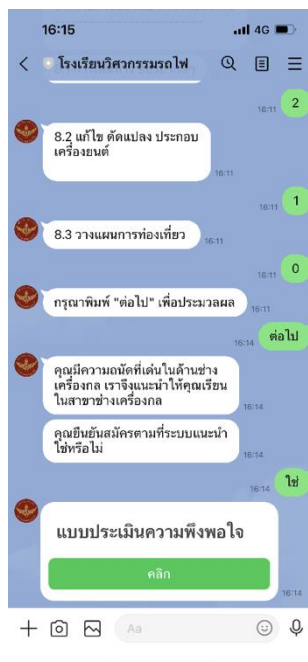 16:15
4G
โรงเรียนวิศวกรรมรถไฟ
16:11
2
8.2 แก้ไข ดัดแปลง ประกอบ
เครื่องยนต์
16:11
16:11
1
8.3 วางแผนการท่องเที่ยว
16:11
16:11
0
กรุณาพิมพ์ "ต่อไป" เพื่อประมวลผล
16:11
16:14
ต่อไป
คุณมีความถนัดที่เด่นในด้านช่าง
เครื่องกล เราจึงแนะนำให้คุณเรียน
ในสาขาช่างเครื่องกล
16:14
คุณยืนยันสมัครตามที่ระบบแนะนำ
ใช่หรือไม่
16:14
16:14
ใช่
แบบประเมินความพึงพอใจ
คลิก
16:14
Aa